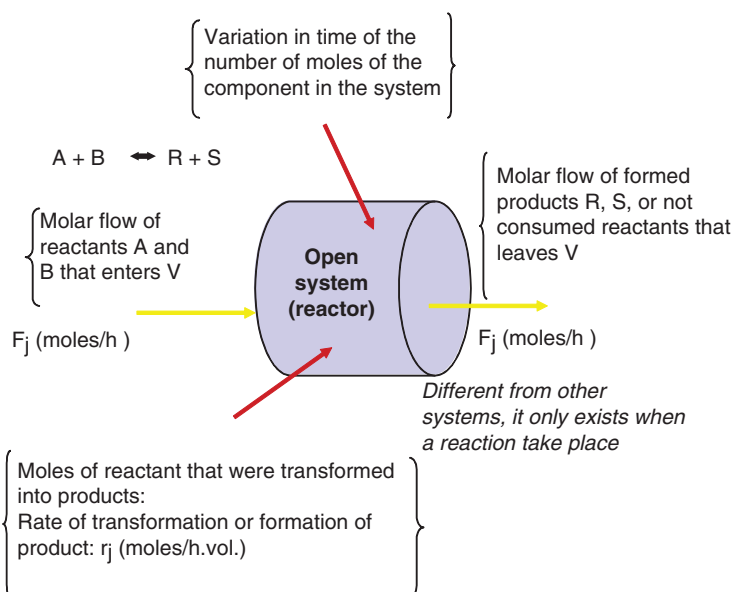 Variation in time of the
number of moles of the
component in the system
A + B ⬌ R + S
Molar flow of
reactants A and
B that enters V
Molar flow of formed
products R, S, or not
consumed reactants that
leaves V
Open
system
(reactor)
Fj (moles/h )
Fj (moles/h )
Different from other
systems, it only exists when
a reaction take place
Moles of reactant that were transformed
into products:
Rate of transformation or formation of
product: rj (moles/h.vol.)